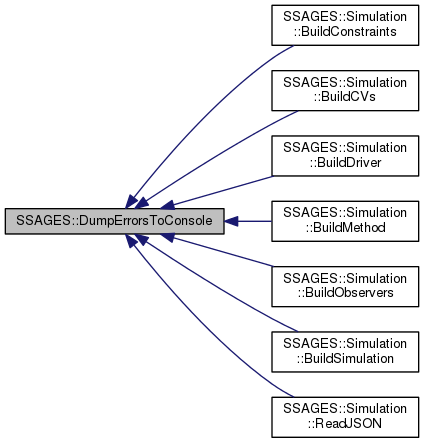 SSAGES::Simulation
::BuildConstraints
SSAGES::Simulation
::BuildCVs
SSAGES::Simulation
::BuildDriver
SSAGES::DumpErrorsToConsole
SSAGES::Simulation
::BuildMethod
SSAGES::Simulation
::BuildObservers
SSAGES::Simulation
::BuildSimulation
SSAGES::Simulation
::ReadJSON